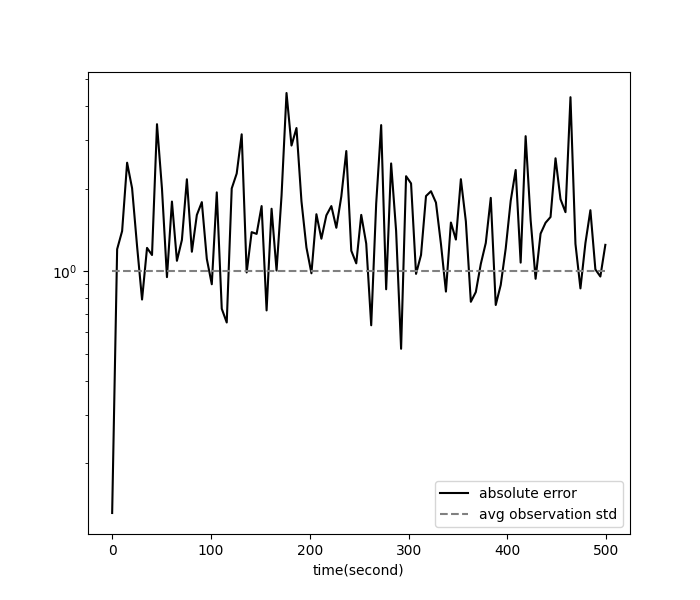 10⁰
0 100 200 300 400 500
time(second)
absolute error
avg observation std